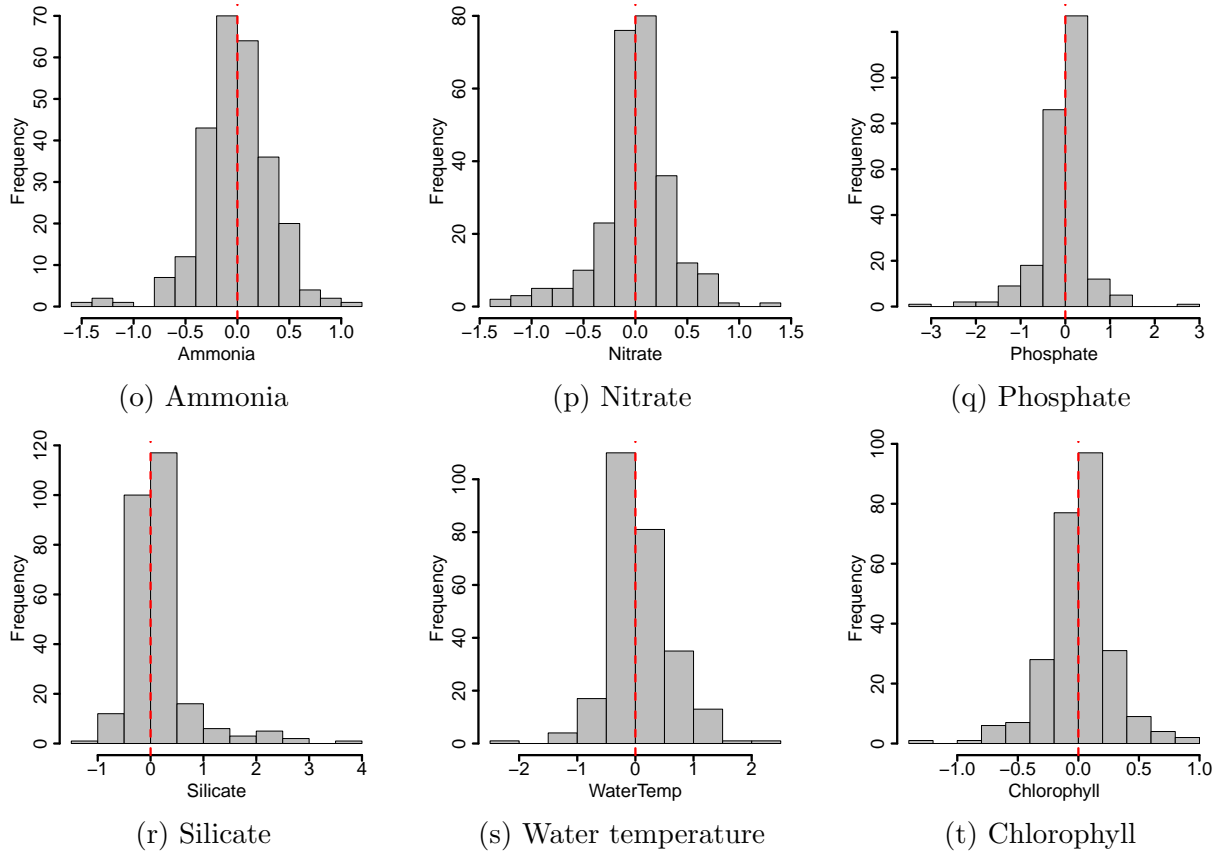 Frequency
0 10 20 30 40 50 60 70
−1.5 −0.5 0.0 0.5 1.0
Ammonia
(o) Ammonia
Frequency
0 20 40 60 80
−1.5 −1.0 −0.5 0.0 0.5 1.0 1.5
Nitrate
(p) Nitrate
Frequency
0 20 40 60 80 100
−3 −2 −1 0 1 2 3
Phosphate
(q) Phosphate
Frequency
0 20 40 60 80 100 120
−1 0 1 2 3 4
Silicate
(r) Silicate
Frequency
0 20 40 60 80 100
−2 −1 0 1 2
WaterTemp
(s) Water temperature
Frequency
0 20 40 60 80 100
−1.0 −0.5 0.0 0.5 1.0
Chlorophyll
(t) Chlorophyll